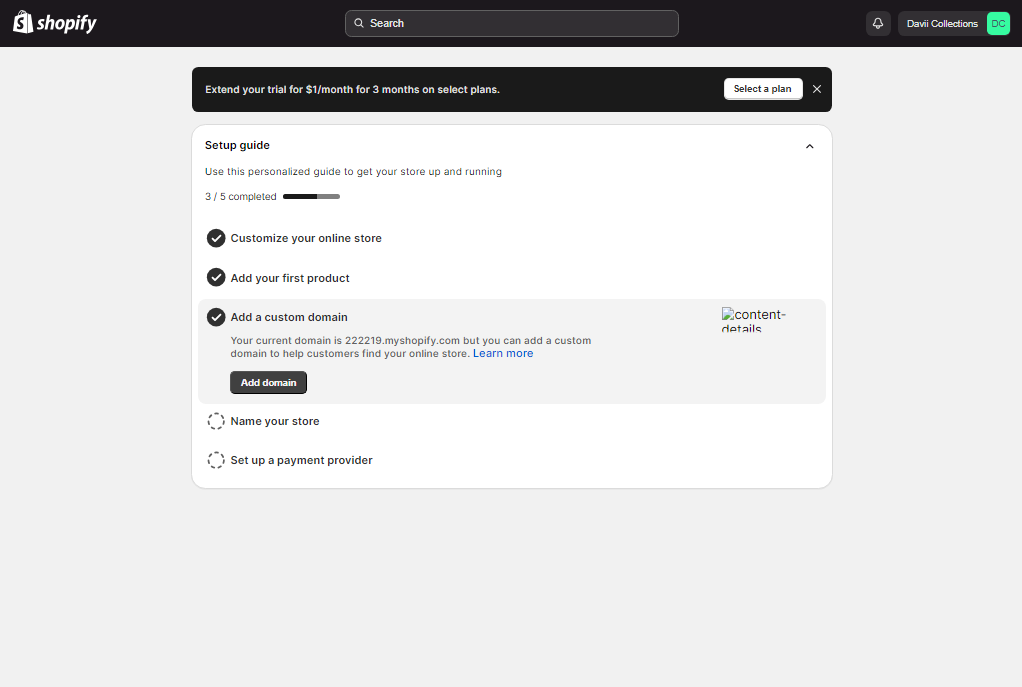 shopify
Search
Davii Collections
DC
Extend your trial for $1/month for 3 months on select plans.
Select a plan
Setup guide
Use this personalized guide to get your store up and running
3 / 5 completed
Customize your online store
Add your first product
Add a custom domain
content-
details
Your current domain is 222219.myshopify.com but you can add a custom
domain to help customers find your online store. Learn more
Add domain
Name your store
Set up a payment provider